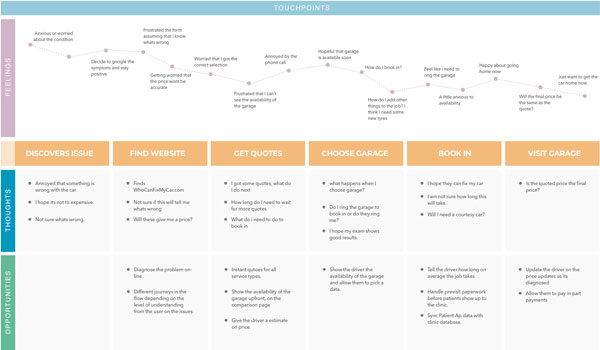 TOUCHPOINTS
FEELINGS
Anxious or worried
about the condition
Decide to google the
symptoms and stay
positive
Frustrated the form
assuming that I know
whats wrong
Getting worried that
the price wont be
accurate
Worried that I got the
correct selection
Frustrated that I can't
see the availability of
the garage
Annoyed by the
phone call
Hopeful that garage
is available soon
How do I book in?
How do I add other
things to the job? I
think I need some
new tyres
Feel like I need to
ring the garage
A little anxious to
availability
Happy about going
home now
Will the final price be
the same as the
quote?
Just want to get the
car home now.
DISCOVERS ISSUE
FIND WEBSITE
GET QUOTES
CHOOSE GARAGE
BOOK IN
VISIT GARAGE
THOUGHTS
Annoyed that something is
wrong with the car
I hope its not to expensive.
Not sure whats wrong.
Finds
WhoCanFixMyCar.com
Not sure if this will tell me
whats wrong
Will these give me a price?
I got some quotes, what do
I do next
How long do I need to wait
for more quotes
What do I need to do to
book in
what happens when I
choose garage?
Do I ring the garage to
book in or do they ring
me?
I hope my exam shows
good results.
I hope they can fix my car
I am not sure how long this
will take.
Will I need a courtesy car?
Is the quoted price the final
price?
OPPORTUNITIES
Diagnose the problem on-
line.
Different journeys in the
flow depending on the
level of understanding
from the user on the issues.
Instant qutoes for all
service types.
Show the availability of the
garage upfront, on the
comparison page
Give the driver a estimate
on price.
Show the driver the
availability of the garage
and allow them to pick a
date.
Tell the driver how long on
average the job takes
Handle previsit paperwork
before patients show up to
the clinic.
Sync Patient Ap data with
clinic database.
Update the driver on the
price updates as its
diagnosed
Allow them to pay in part
payments